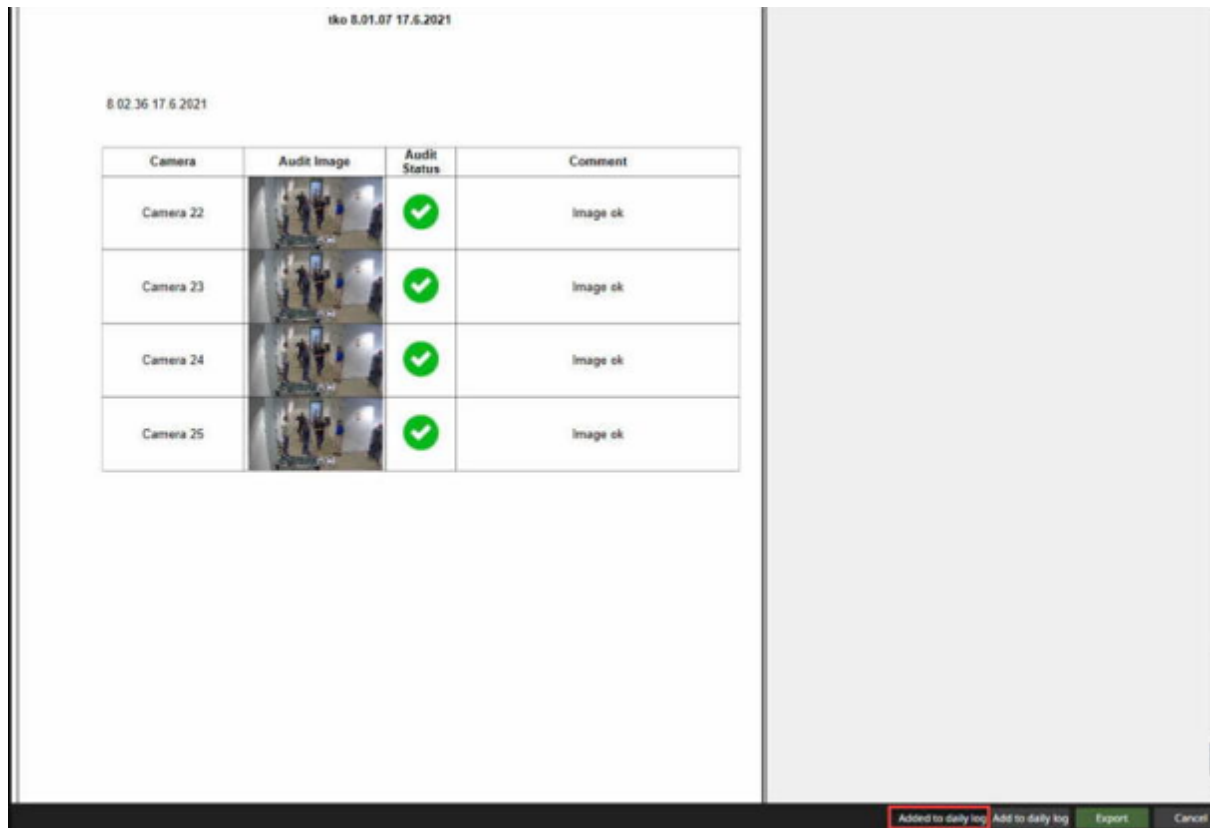 tko 8.01.07 17.6.2021
8.02.36 17.6.2021
Camera Audit Image Audit Status Comment
Camera 22 Image ok
Camera 23 Image ok
Camera 24 Image ok
Camera 25 Image ok
Added to daily log Add to daily log Export Cancel